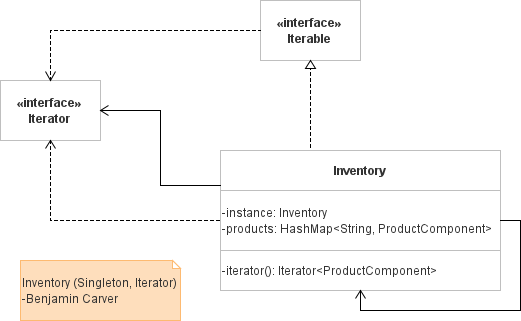 «interface»
Iterable
«interface»
Iterator
Inventory
-instance: Inventory
-products: HashMap<String, ProductComponent>
-iterator(): Iterator<ProductComponent>
Inventory (Singleton, Iterator)
-Benjamin Carver